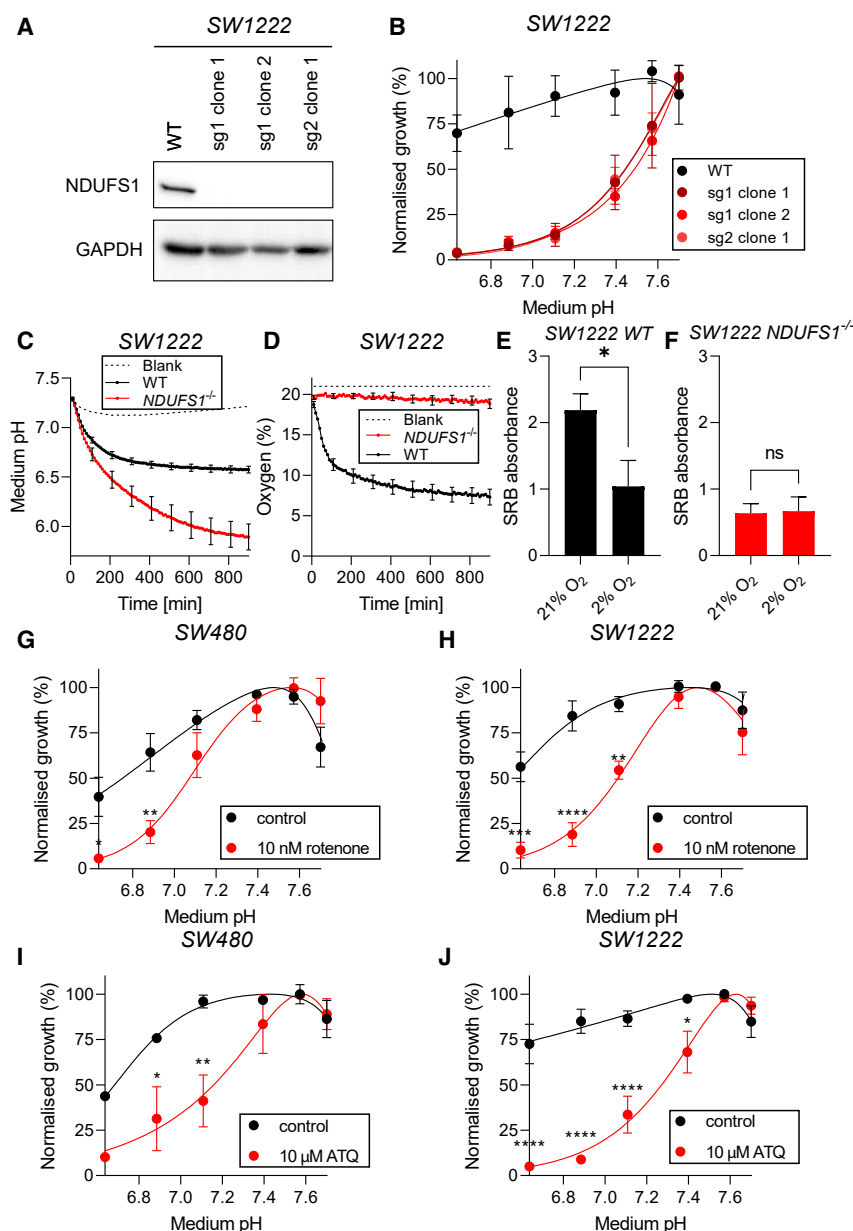 A
SW1222
WT
sg1 clone 1
sg1 clone 2
sg2 clone 1
NDUFS1
GAPDH
B
SW1222
Normalised growth (%)
100
75
50
25
0
6.8 7.0 7.2 7.4 7.6
Medium pH
WT
sg1 clone 1
sg1 clone 2
sg2 clone 1
C
SW1222
Blank
WT
NDUFS1-/-
Medium pH
7.5
7.0
6.5
6.0
0 200 400 600 800
Time [min]
D
SW1222
Blank
NDUFS1-/-
WT
Oxygen (%)
20
15
10
5
0
0 200 400 600 800
Time [min]
E
SW1222 WT
*
SRB absorbance
3
2
1
0
21% O2
2% O2
F
SW1222 NDUFS1-/-
ns
SRB absorbance
3
2
1
0
21% O2
2% O2
G
SW480
Normalised growth (%)
100
75
50
25
0
*
**
control
10 nM rotenone
6.8 7.0 7.2 7.4 7.6
Medium pH
H
SW1222
Normalised growth (%)
100
75
50
25
0
***
****
**
control
10 nM rotenone
6.8 7.0 7.2 7.4 7.6
Medium pH
I
SW480
Normalised growth (%)
100
75
50
25
0
*
**
control
10 µM ATQ
6.8 7.0 7.2 7.4 7.6
Medium pH
J
SW1222
Normalised growth (%)
100
75
50
25
0
****
****
****
*
control
10 µM ATQ
6.8 7.0 7.2 7.4 7.6
Medium pH